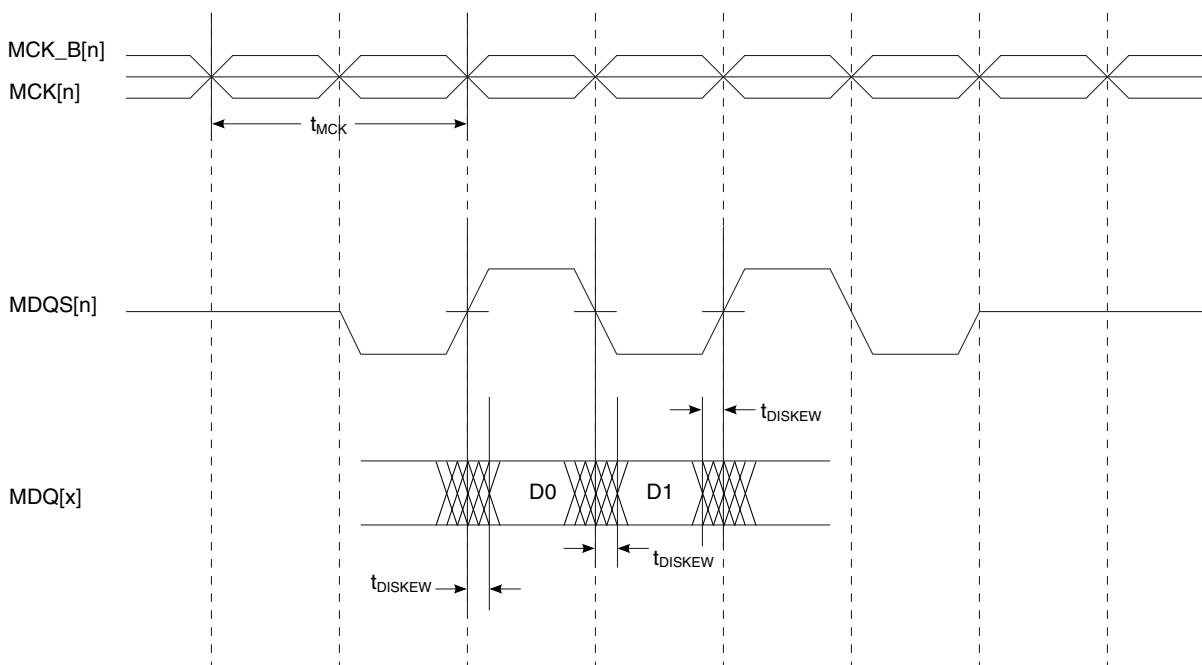 MCK_B[n]
MCK[n]
tMCK
MDQS[n]
tDISKEW
MDQ[x]
D0
D1
tDISKEW
tDISKEW